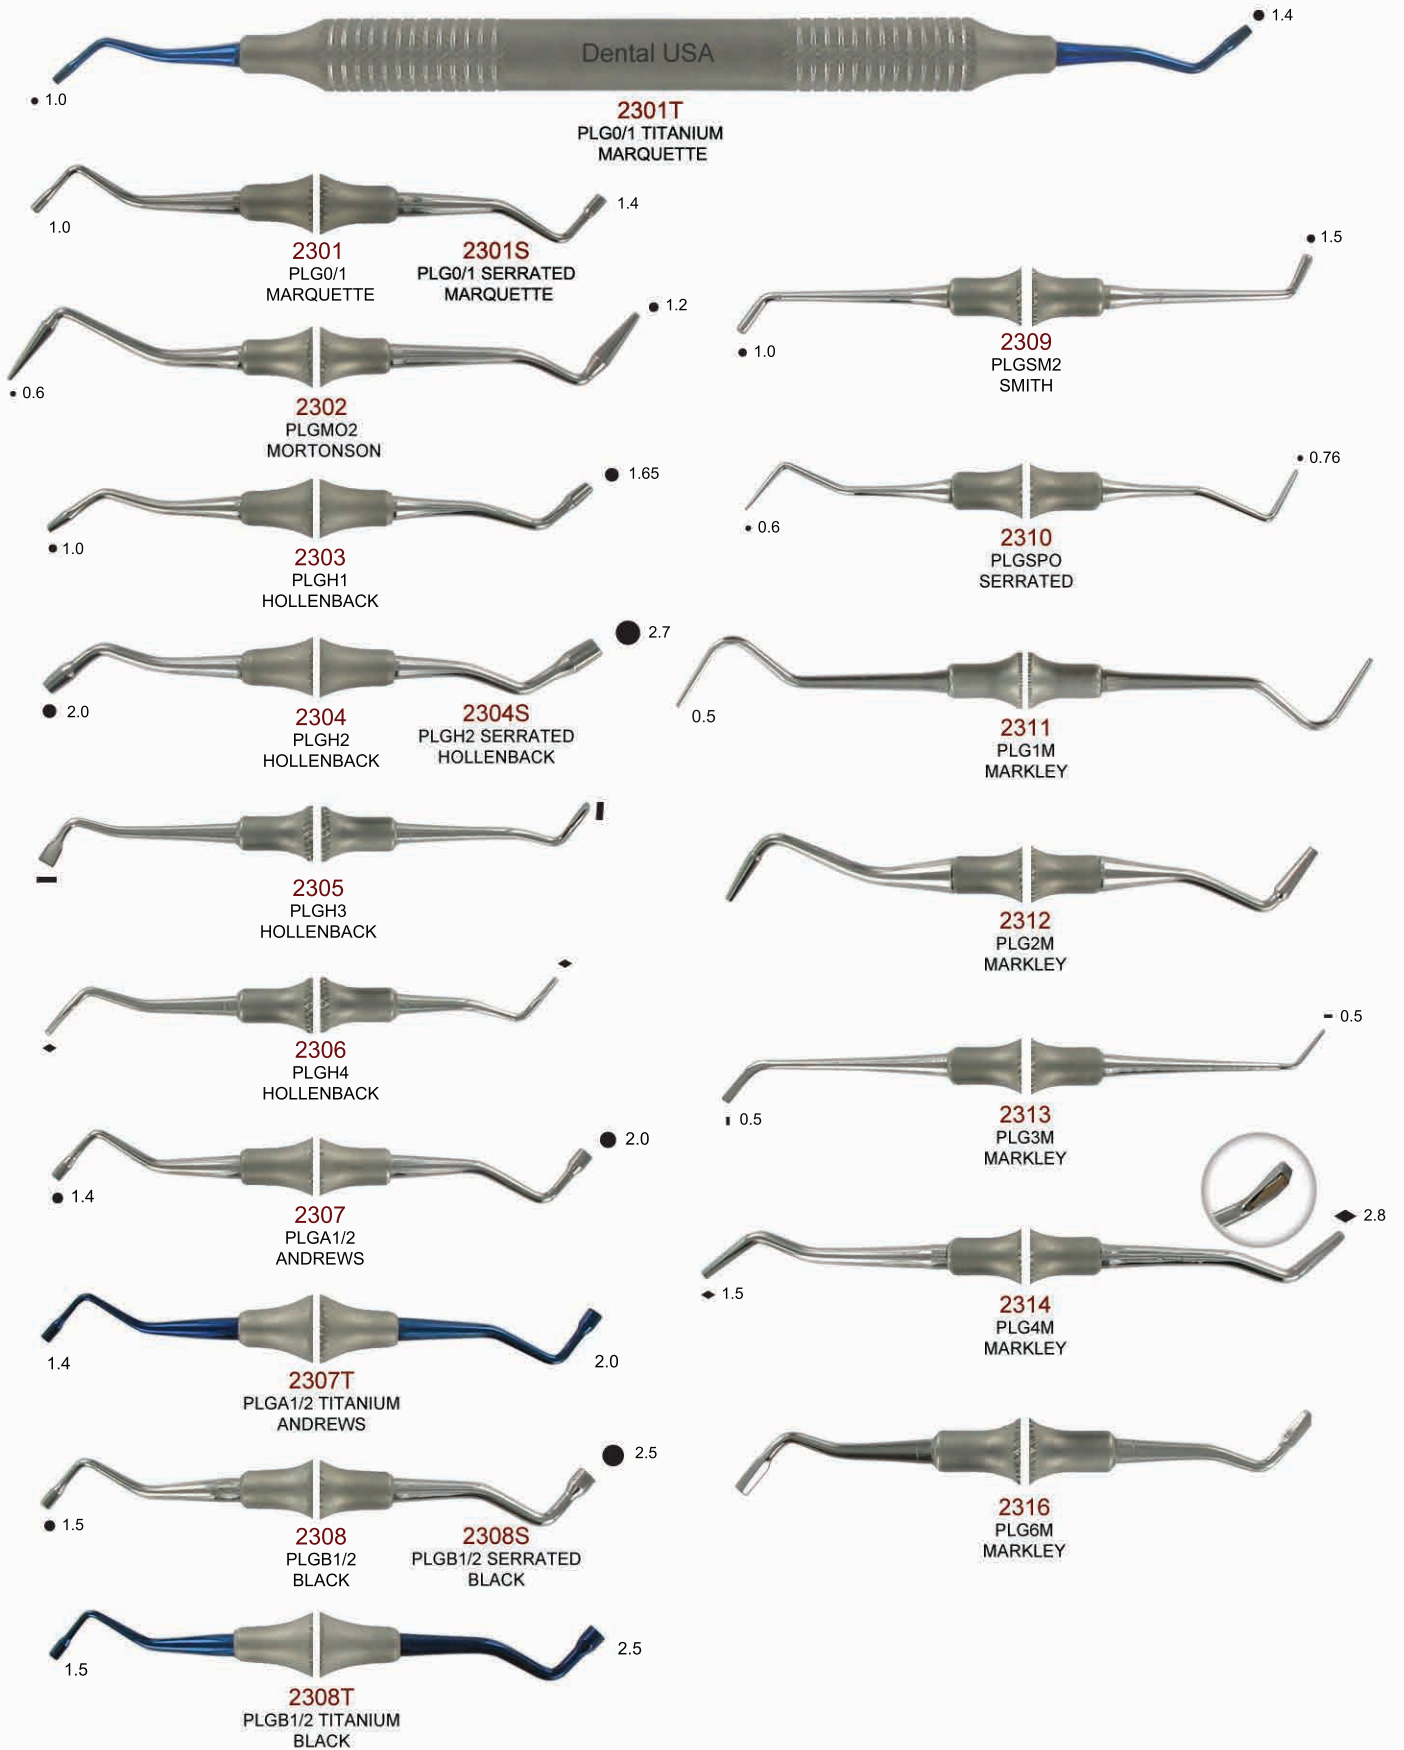 Dental USA
1.4
1.0
2301T
PLG0/1 TITANIUM
MARQUETTE
1.0
1.4
2301
PLG0/1
MARQUETTE
2301S
PLG0/1 SERRATED
MARQUETTE
0.6
1.2
2302
PLGMO2
MORTONSON
1.0
1.65
2303
PLGH1
HOLLENBACK
2.0
2.7
2304
PLGH2
HOLLENBACK
2304S
PLGH2 SERRATED
HOLLENBACK
2305
PLGH3
HOLLENBACK
2306
PLGH4
HOLLENBACK
1.4
2.0
2307
PLGA1/2
ANDREWS
1.4
2.0
2307T
PLGA1/2 TITANIUM
ANDREWS
1.5
2.5
2308
PLGB1/2
BLACK
2308S
PLGB1/2 SERRATED
BLACK
1.5
2.5
2308T
PLGB1/2 TITANIUM
BLACK
1.5
1.0
2309
PLGSM2
SMITH
0.76
0.6
2310
PLGSPO
SERRATED
0.5
2311
PLG1M
MARKLEY
2312
PLG2M
MARKLEY
0.5
0.5
2313
PLG3M
MARKLEY
2.8
1.5
2314
PLG4M
MARKLEY
2316
PLG6M
MARKLEY